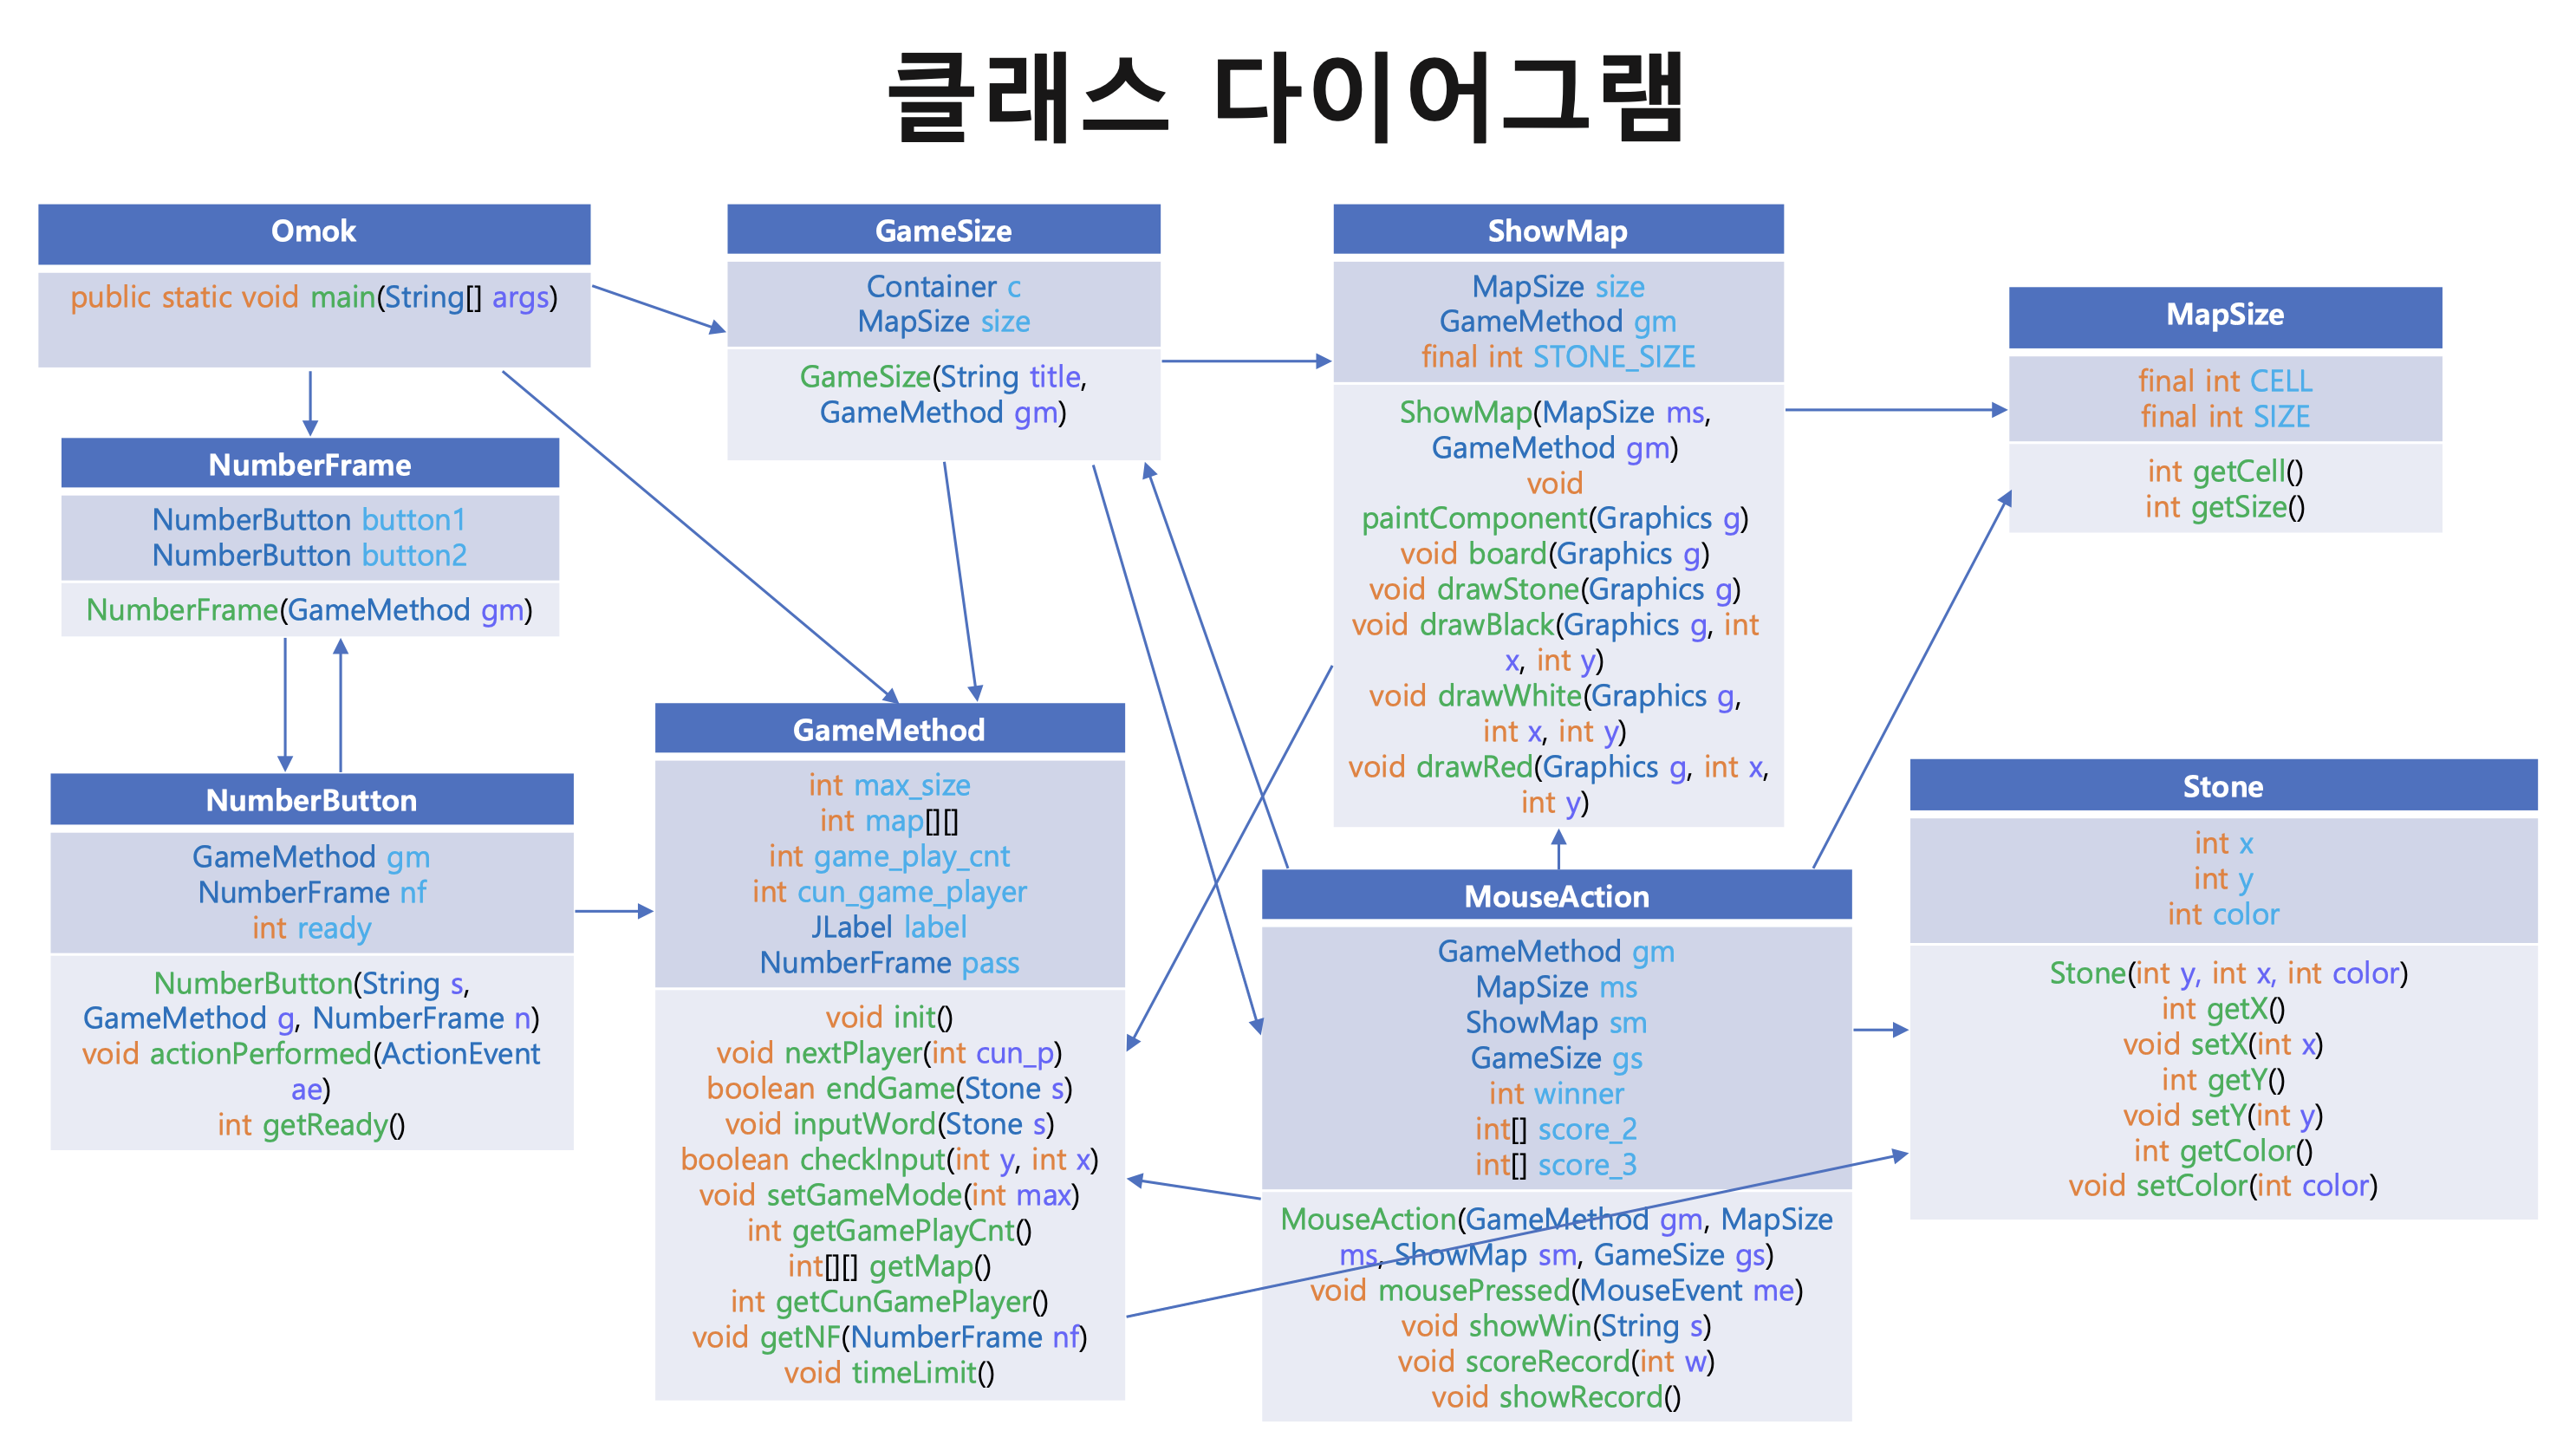 클래스 다이어그램
Omok
public static void main(String[] args)
GameSize
Container c
MapSize size
GameSize(String title,
GameMethod gm)
ShowMap
MapSize size
GameMethod gm
final int STONE_SIZE
ShowMap(MapSize ms,
GameMethod gm)
void
paintComponent(Graphics g)
void board(Graphics g)
void drawStone(Graphics g)
void drawBlack(Graphics g, int
x, int y)
void drawWhite(Graphics g,
int x, int y)
void drawRed(Graphics g, int x,
int y)
MapSize
final int CELL
final int SIZE
int getCell()
int getSize()
NumberFrame
NumberButton button1
NumberButton button2
NumberFrame(GameMethod gm)
NumberButton
GameMethod gm
NumberFrame nf
int ready
NumberButton(String s,
GameMethod g, NumberFrame n)
void actionPerformed(ActionEvent
ae)
int getReady()
GameMethod
int max_size
int map[][]
int game_play_cnt
int cun_game_player
JLabel label
NumberFrame pass
void init()
void nextPlayer(int cun_p)
boolean endGame(Stone s)
void inputWord(Stone s)
boolean checkInput(int y, int x)
void setGameMode(int max)
int getGamePlayCnt()
int[][] getMap()
int getCunGamePlayer()
void getNF(NumberFrame nf)
void timeLimit()
MouseAction
GameMethod gm
MapSize ms
ShowMap sm
GameSize gs
int winner
int[] score_2
int[] score_3
MouseAction(GameMethod gm, MapSize
ms, ShowMap sm, GameSize gs)
void mousePressed(MouseEvent me)
void showWin(String s)
void scoreRecord(int w)
void showRecord()
Stone
int x
int y
int color
Stone(int y, int x, int color)
int getX()
void setX(int x)
int getY()
void setY(int y)
int getColor()
void setColor(int color)